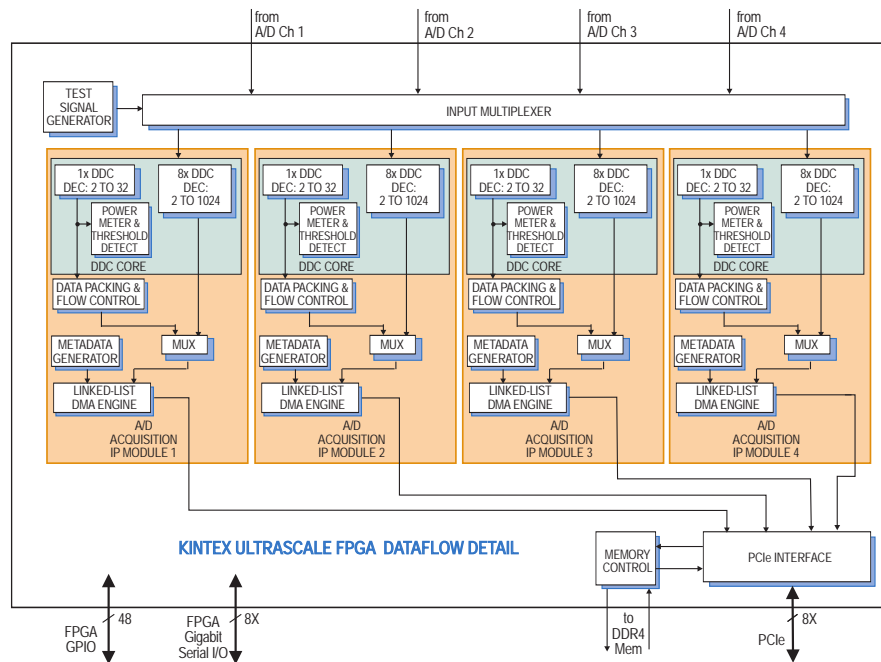 from
A/D Ch 1
from
A/D Ch 2
from
A/D Ch 3
from
A/D Ch 4
TEST
SIGNAL
GENERATOR
INPUT MULTIPLEXER
1x DDC
DEC: 2 TO 32
8x DDC
DEC:
2 TO 1024
POWER
METER &
THRESHOLD
DETECT
DDC CORE
DATA PACKING &
FLOW CONTROL
METADATA
GENERATOR
MUX
LINKED-LIST
DMA ENGINE
A/D
ACQUISITION
IP MODULE 1
1x DDC
DEC: 2 TO 32
8x DDC
DEC:
2 TO 1024
POWER
METER &
THRESHOLD
DETECT
DDC CORE
DATA PACKING &
FLOW CONTROL
METADATA
GENERATOR
MUX
LINKED-LIST
DMA ENGINE
A/D
ACQUISITION
IP MODULE 2
1x DDC
DEC: 2 TO 32
8x DDC
DEC:
2 TO 1024
POWER
METER &
THRESHOLD
DETECT
DDC CORE
DATA PACKING &
FLOW CONTROL
METADATA
GENERATOR
MUX
LINKED-LIST
DMA ENGINE
A/D
ACQUISITION
IP MODULE 3
1x DDC
DEC: 2 TO 32
8x DDC
DEC:
2 TO 1024
POWER
METER &
THRESHOLD
DETECT
DDC CORE
DATA PACKING &
FLOW CONTROL
METADATA
GENERATOR
MUX
LINKED-LIST
DMA ENGINE
A/D
ACQUISITION
IP MODULE 4
KINTEX ULTRASCALE FPGA DATAFLOW DETAIL
MEMORY
CONTROL
PCIe INTERFACE
48
FPGA
GPIO
8X
FPGA
Gigabit
Serial I/O
to
DDR4
Mem
8X
PCIe